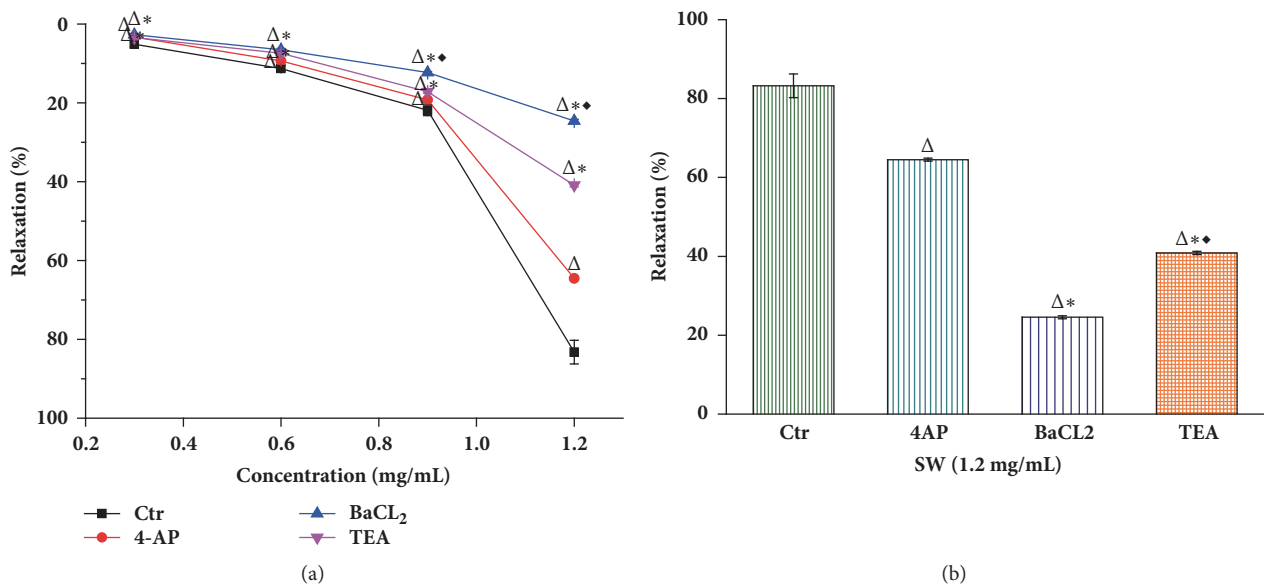 0
20
40
60
80
100
Relaxation (%)
Δ *
Δ
Δ *
Δ *
Δ *
Δ
Δ * ◆
Δ *
Δ
Δ * ◆
Δ *
Δ
0.2 0.4 0.6 0.8 1.0 1.2
Concentration (mg/mL)
Ctr
4-AP
BaCL₂
TEA
(a)
100
80
60
40
20
0
Relaxation (%)
Δ
Δ *
Δ * ◆
Ctr 4AP BaCL2 TEA
SW (1.2 mg/mL)
(b)